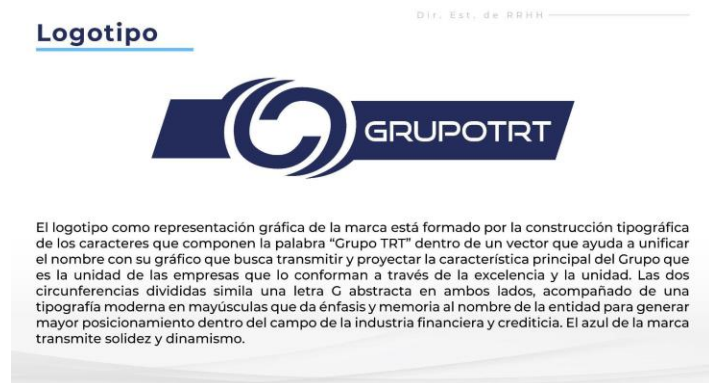 Dir. Est. de RRHH
Logotipo
GRUPOTRT
El logotipo como representación gráfica de la marca está formado por la construcción tipográfica
de los caracteres que componen la palabra “Grupo TRT” dentro de un vector que ayuda a unificar
el nombre con su gráfico que busca transmitir y proyectar la característica principal del Grupo que
es la unidad de las empresas que lo conforman a través de la excelencia y la unidad. Las dos
circunferencias divididas simila una letra G abstracta en ambos lados, acompañado de una
tipografía moderna en mayúsculas que da énfasis y memoria al nombre de la entidad para generar
mayor posicionamiento dentro del campo de la industria financiera y crediticia. El azul de la marca
transmite solidez y dinamismo.